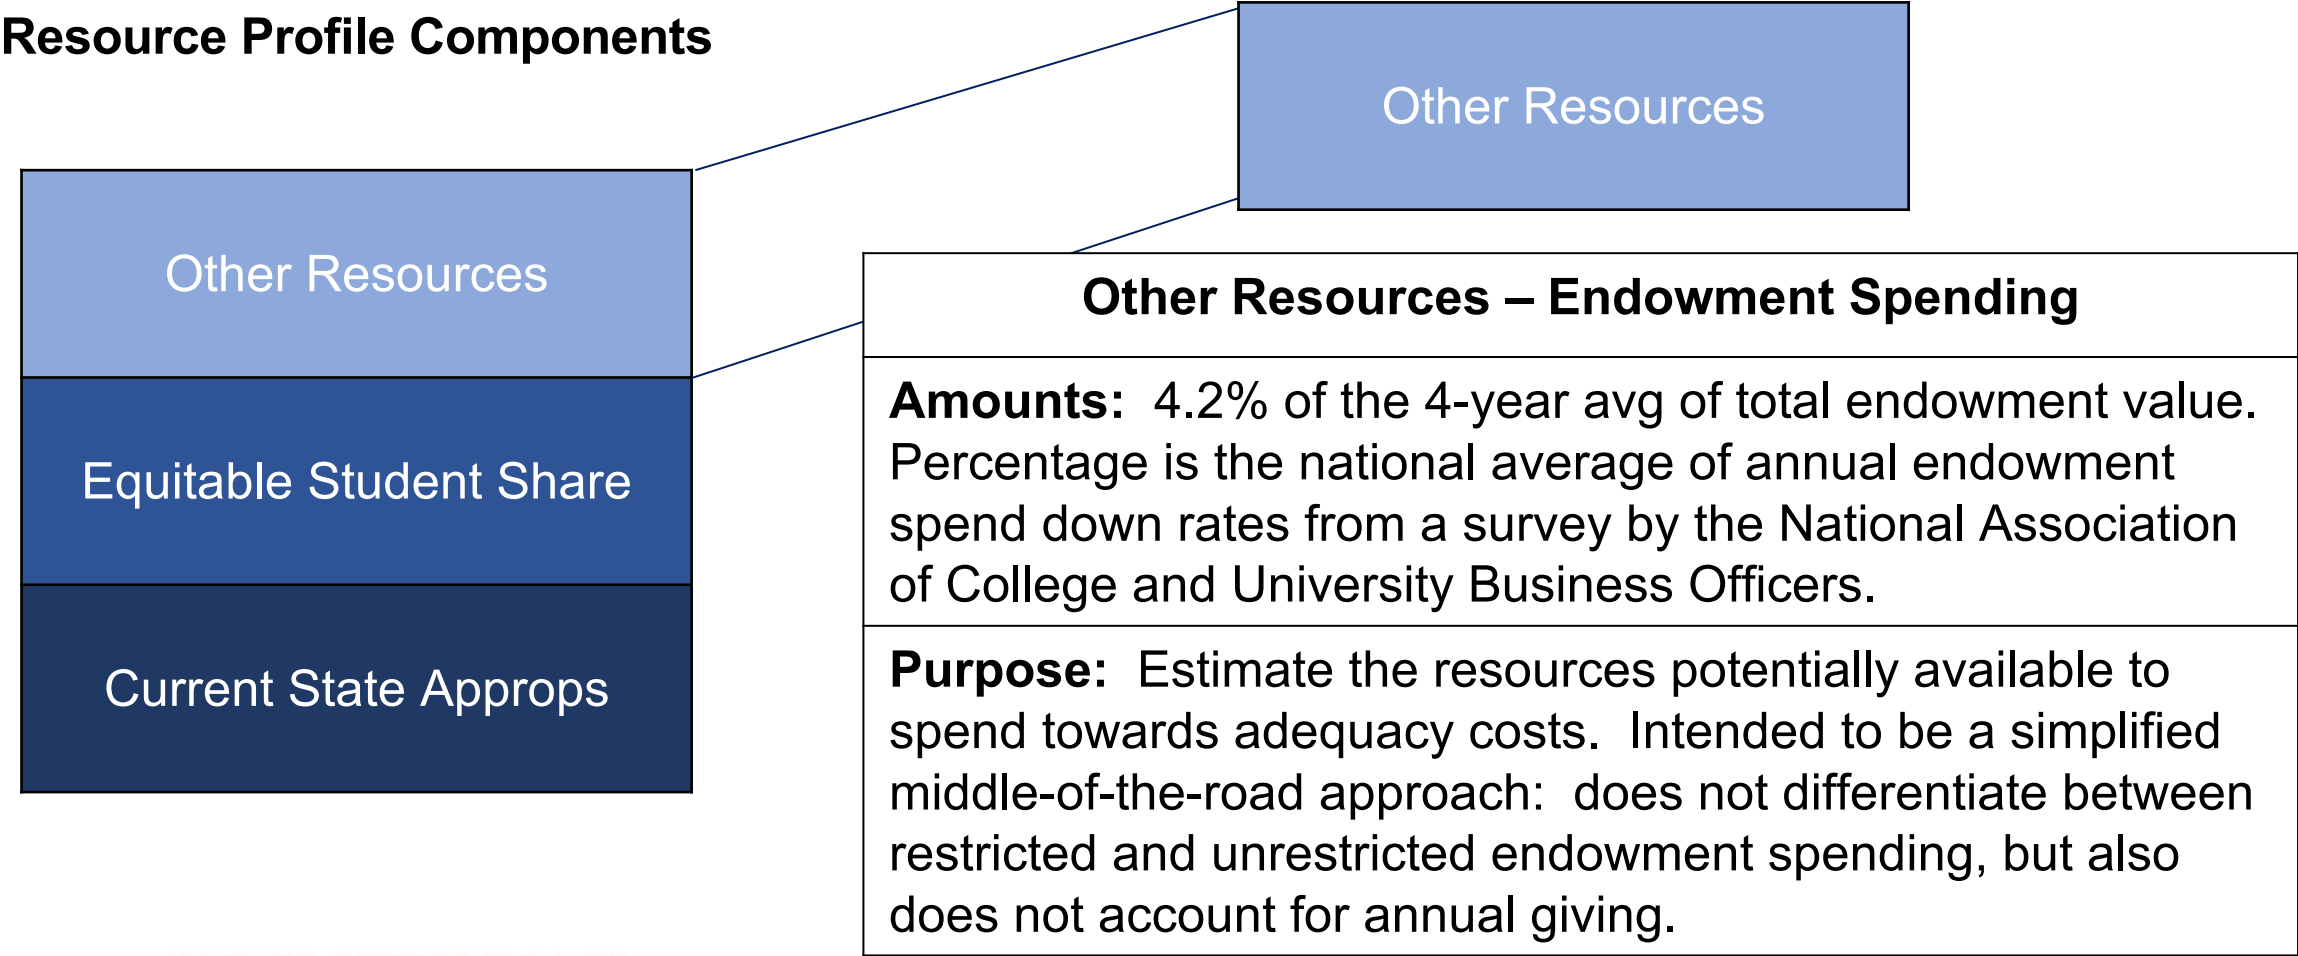 Resource Profile Components
Other Resources
Other Resources
Equitable Student Share
Current State Approps
Other Resources – Endowment Spending
Amounts:  4.2% of the 4-year avg of total endowment value.
Percentage is the national average of annual endowment
spend down rates from a survey by the National Association
of College and University Business Officers.
Purpose:  Estimate the resources potentially available to
spend towards adequacy costs.  Intended to be a simplified
middle-of-the-road approach:  does not differentiate between
restricted and unrestricted endowment spending, but also
does not account for annual giving.